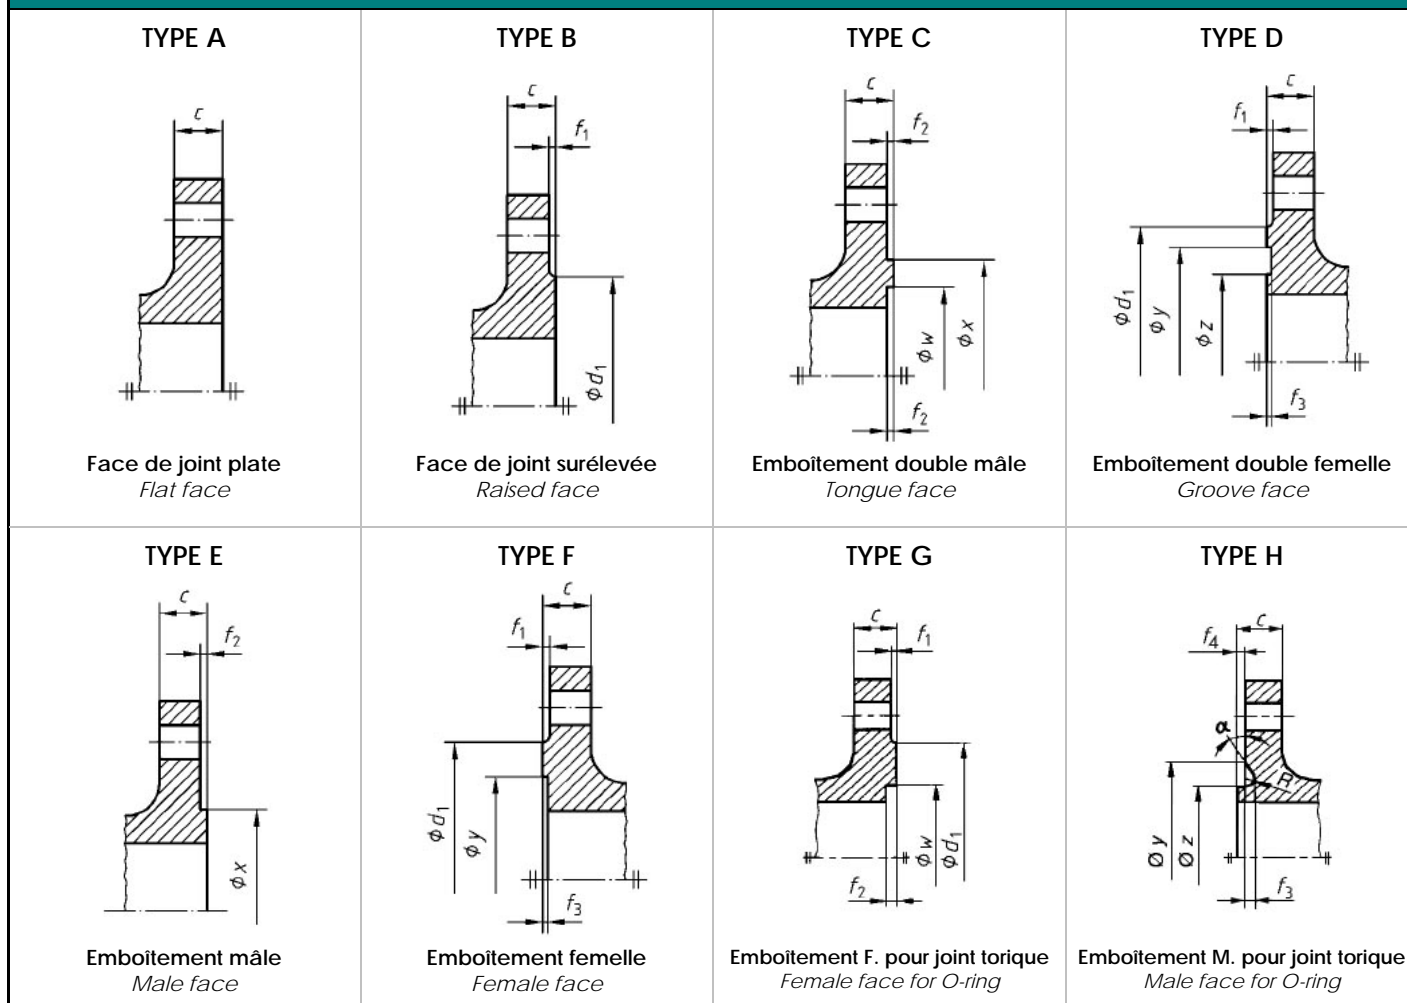 TYPE A
TYPE B
TYPE C
TYPE D
c
c
f₁
c
f₂
c
f₁
Φd₁
Φw
Φx
f₂
Φd₁
Φy
Φz
f₃
Face de joint plate
Flat face
Face de joint surélevée
Raised face
Emboîtement double mâle
Tongue face
Emboîtement double femelle
Groove face
TYPE E
TYPE F
TYPE G
TYPE H
c
f₂
Φx
c
f₁
Φd₁
Φy
f₃
c
f₁
Φw
Φd₁
f₂
c
f₄
α
R
Øy
Øz
f₃
Emboîtement mâle
Male face
Emboîtement femelle
Female face
Emboîtement F. pour joint torique
Female face for O-ring
Emboîtement M. pour joint torique
Male face for O-ring